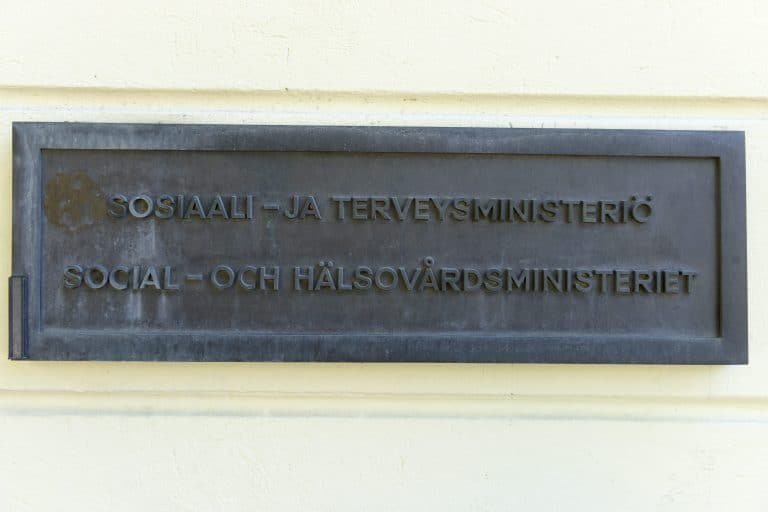 SOSIAALI - JA TERVEYSMINISTERIÖ
SOCIAL - OCH HÄLSOVÅRDSMINISTERIET